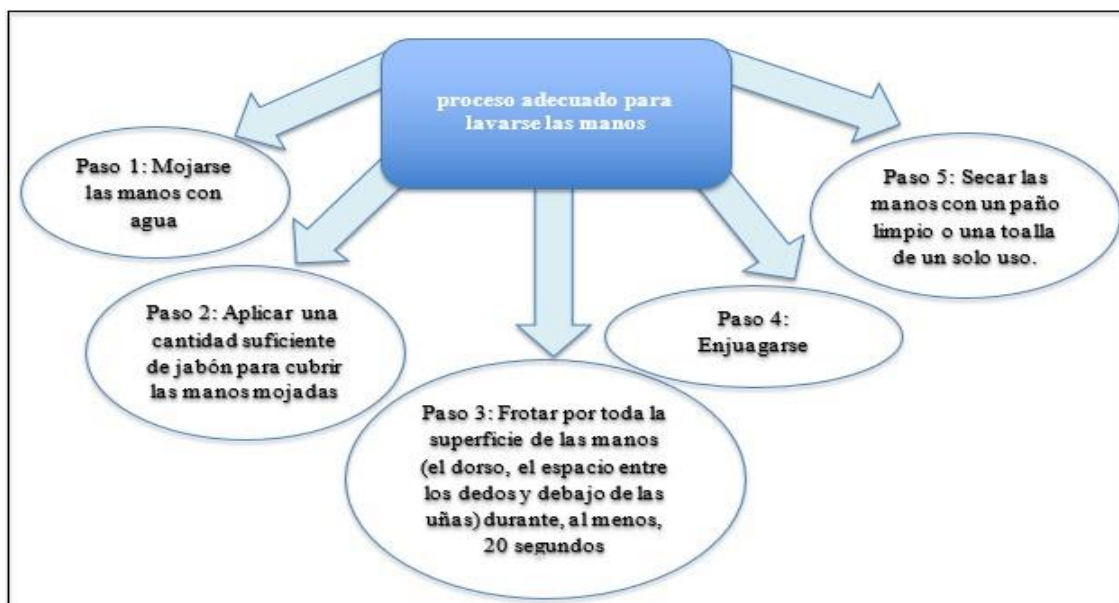 proceso adecuado para
lavarse las manos
Paso 1: Mojarse
las manos con
agua
Paso 2: Aplicar una
cantidad suficiente
de jabón para cubrir
las manos mojadas
Paso 3: Frotar por toda la
superficie de las manos
(el dorso, el espacio entre
los dedos y debajo de las
uñas) durante, al menos,
20 segundos
Paso 4:
Enjuagarse
Paso 5: Secar las
manos con un paño
limpio o una toalla
de un solo uso.